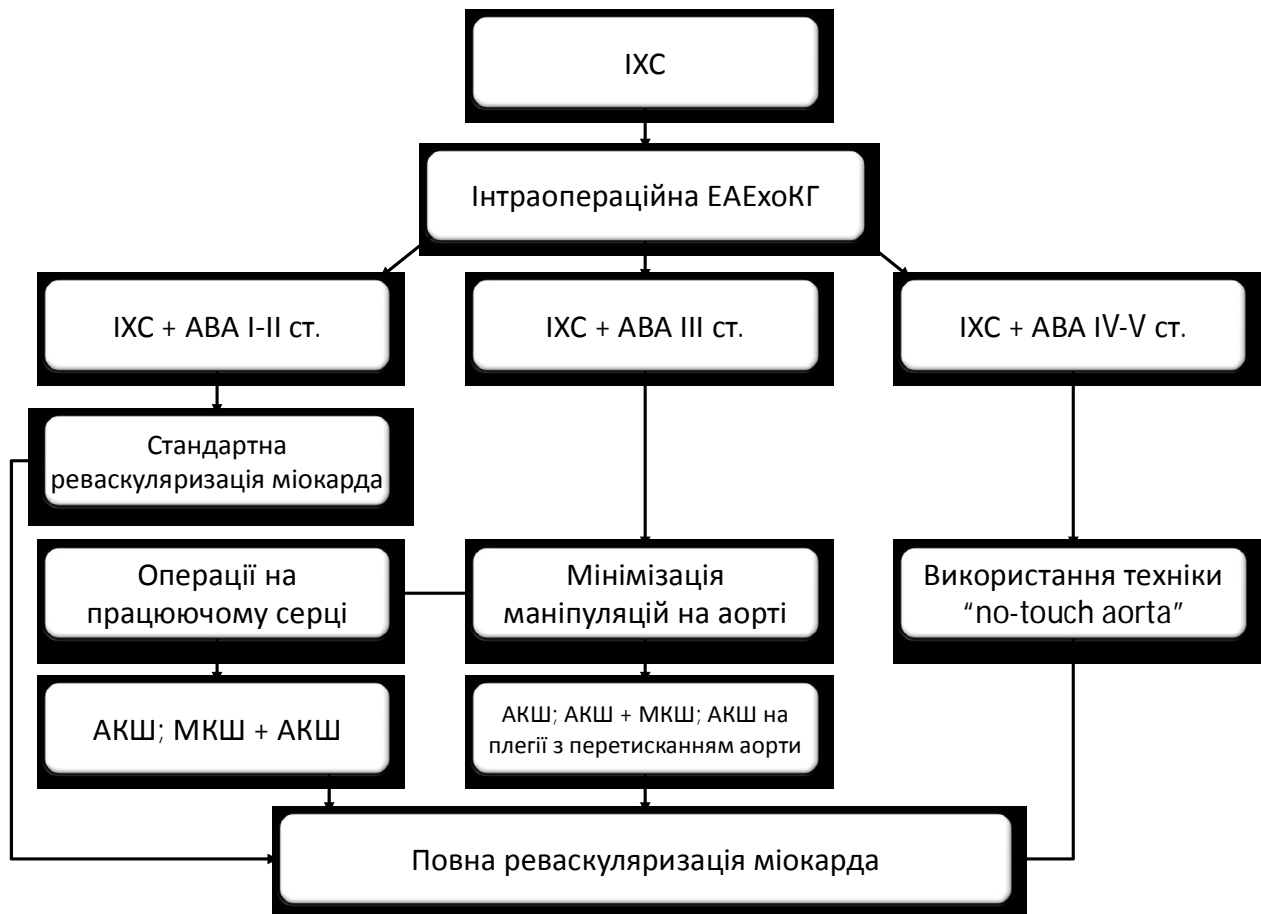 ІХС
Інтраопераційна ЕАЕхоКГ
ІХС + АВА І-ІІ ст.
ІХС + АВА ІІІ ст.
ІХС + АВА IV-V ст.
Стандартна
реваскуляризація міокарда
Операції на
працюючому серці
Мінімізація
маніпуляцій на аорті
Використання техніки
“no-touch aorta”
АКШ; МКШ + АКШ
АКШ; АКШ + МКШ; АКШ на
плегії з перетисканням аорти
Повна реваскуляризація міокарда